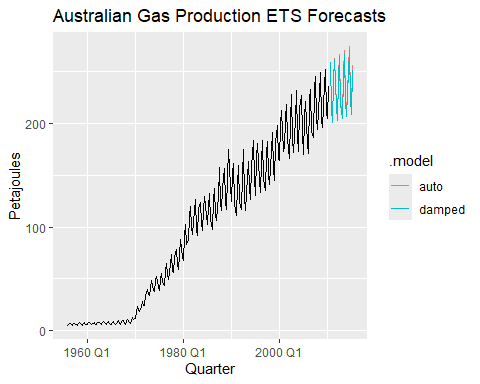 Australian Gas Production ETS Forecasts
Petajoules
200
100
0
1960 Q1
1980 Q1
2000 Q1
Quarter
.model
auto
damped